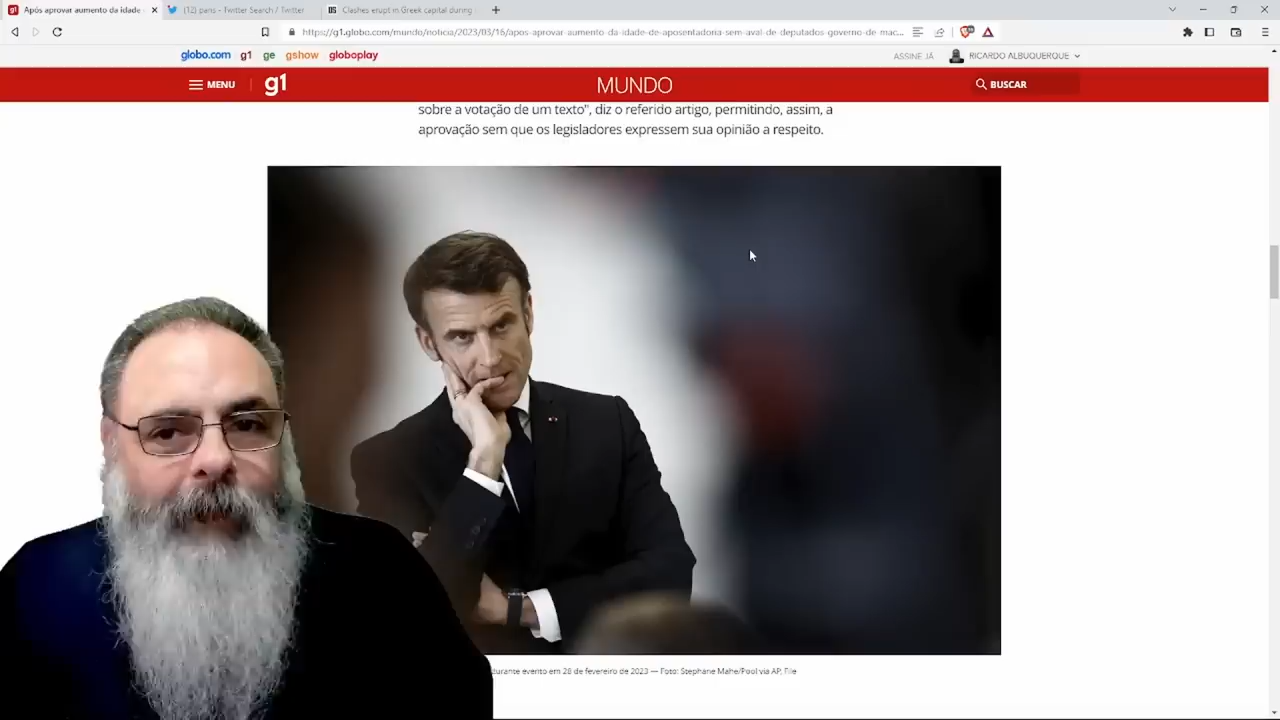 Após aprovar aumento da idade
(12) paris - Twitter Search / Twitter
Clashes erupt in Greek capital during
https://g1.globo.com/mundo/noticia/2023/03/16/apos-aprovar-aumento-da-idade-de-aposentadoria-sem-aval-de-deputados-governo-de-mac...
globo.com g1 ge gshow globoplay
ASSINE JÁ
RICARDO ALBUQUERQUE
MENU
g1
MUNDO
BUSCAR
sobre a votação de um texto", diz o referido artigo, permitindo, assim, a
aprovação sem que os legisladores expressem sua opinião a respeito.
durante evento em 28 de fevereiro de 2023 — Foto: Stephane Mahe/Pool via AP, File